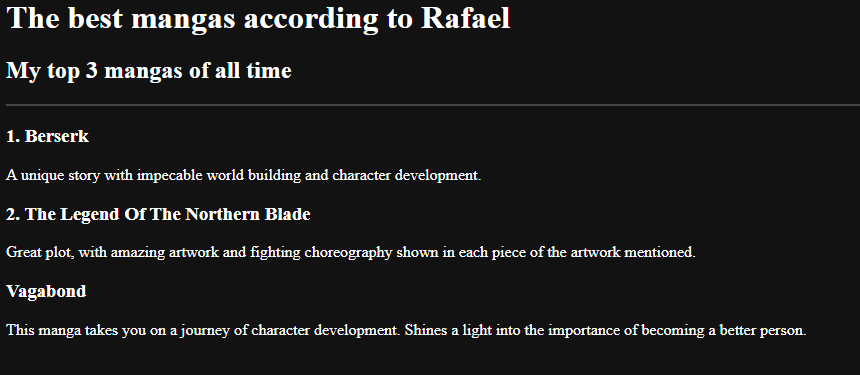 The best mangas according to Rafael
My top 3 mangas of all time
1. Berserk
A unique story with impecable world building and character development.
2. The Legend Of The Northern Blade
Great plot, with amazing artwork and fighting choreography shown in each piece of the artwork mentioned.
Vagabond
This manga takes you on a journey of character development. Shines a light into the importance of becoming a better person.